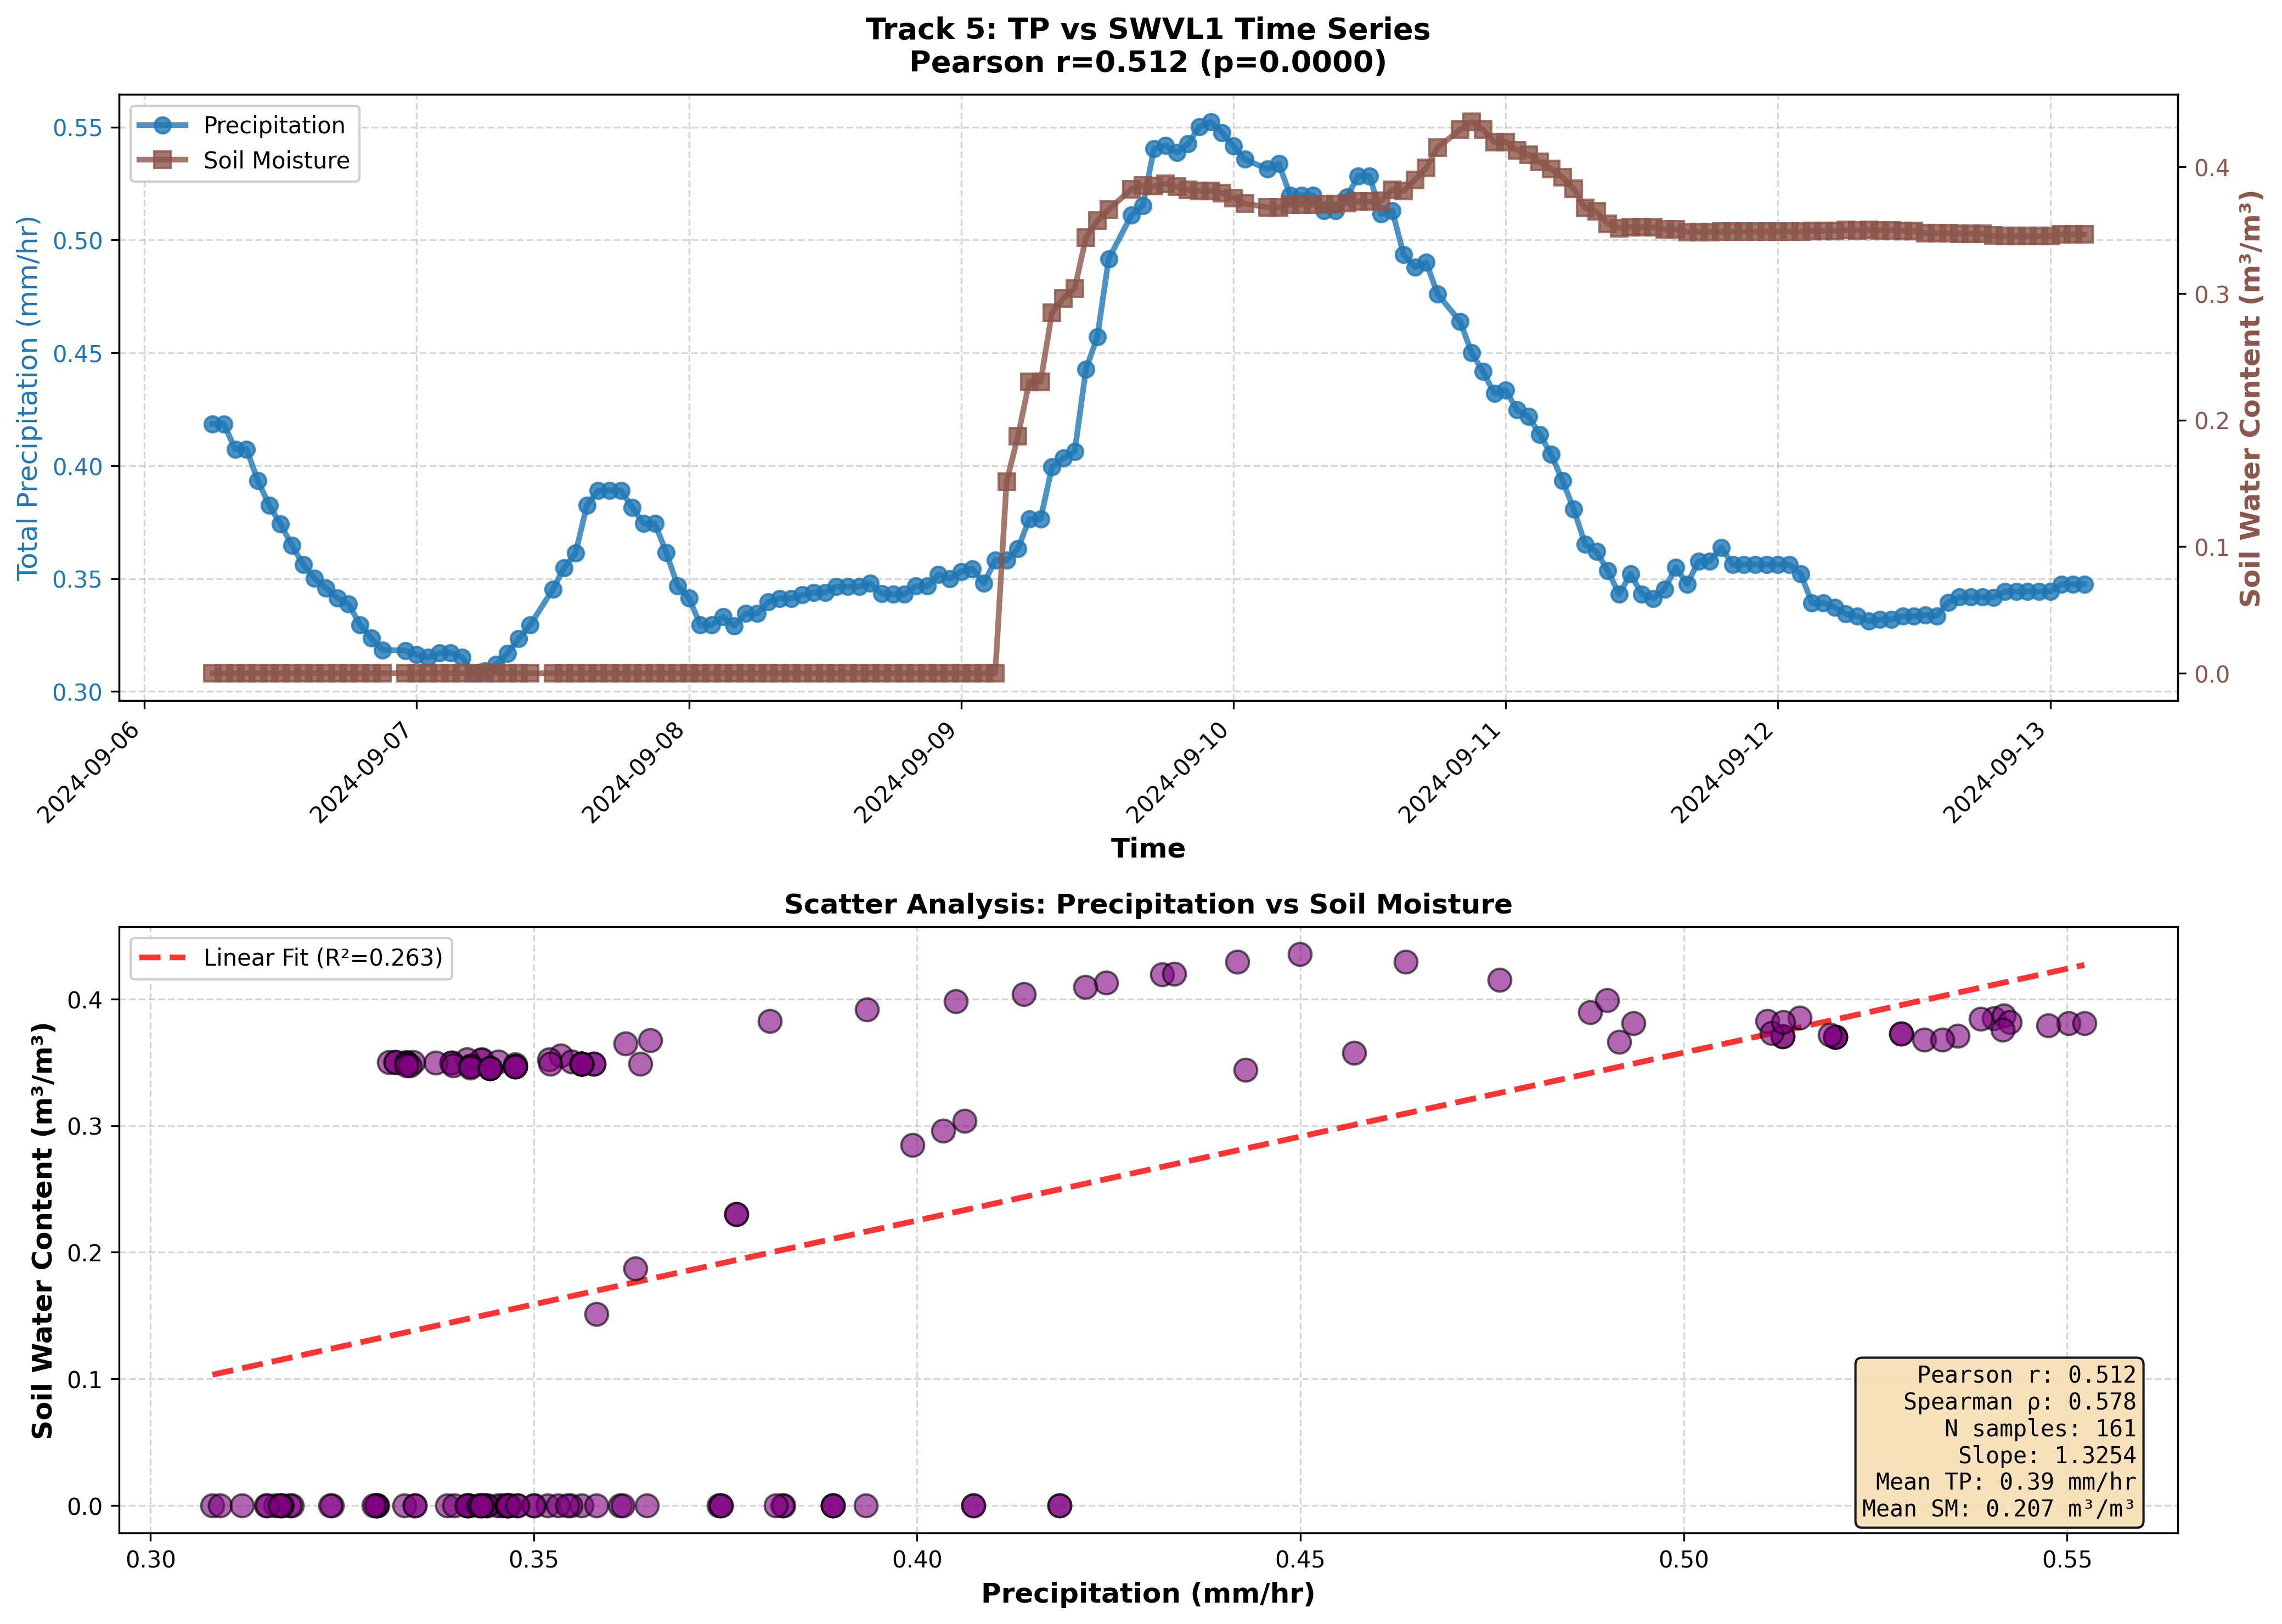 Track 5: TP vs SWVL1 Time Series
Pearson r=0.512 (p=0.0000)
Precipitation
Soil Moisture
Total Precipitation (mm/hr)
0.55
0.50
0.45
0.40
0.35
0.30
0.4
0.3
0.2
0.1
0.0
Soil Water Content (m³/m³)
2024-09-06
2024-09-07
2024-09-08
2024-09-09
2024-09-10
2024-09-11
2024-09-12
2024-09-13
Time
Scatter Analysis: Precipitation vs Soil Moisture
Linear Fit (R²=0.263)
Soil Water Content (m³/m³)
0.4
0.3
0.2
0.1
0.0
Pearson r: 0.512
Spearman ρ: 0.578
N samples: 161
Slope: 1.3254
Mean TP: 0.39 mm/hr
Mean SM: 0.207 m³/m³
0.30
0.35
0.40
0.45
0.50
0.55
Precipitation (mm/hr)